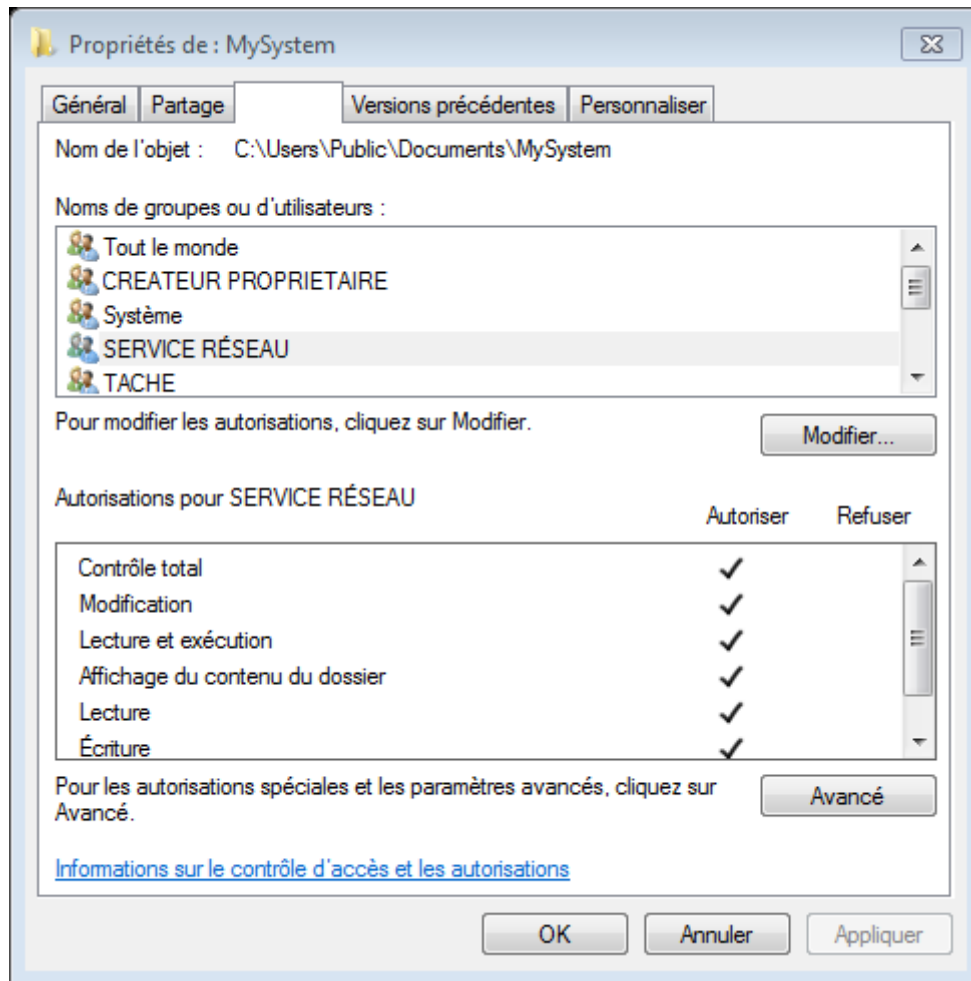 Propriétés de : MySystem
Général Partage Versions précédentes Personnaliser
Nom de l'objet : C:\Users\Public\Documents\MySystem
Noms de groupes ou d'utilisateurs :
Tout le monde
CREATEUR PROPRIETAIRE
Système
SERVICE RÉSEAU
TACHE
Pour modifier les autorisations, cliquez sur Modifier.
Modifier...
Autorisations pour SERVICE RÉSEAU
Autoriser Refuser
Contrôle total
Modification
Lecture et exécution
Affichage du contenu du dossier
Lecture
Écriture
Pour les autorisations spéciales et les paramètres avancés, cliquez sur
Avancé.
Avancé
Informations sur le contrôle d'accès et les autorisations
OK Annuler Appliquer